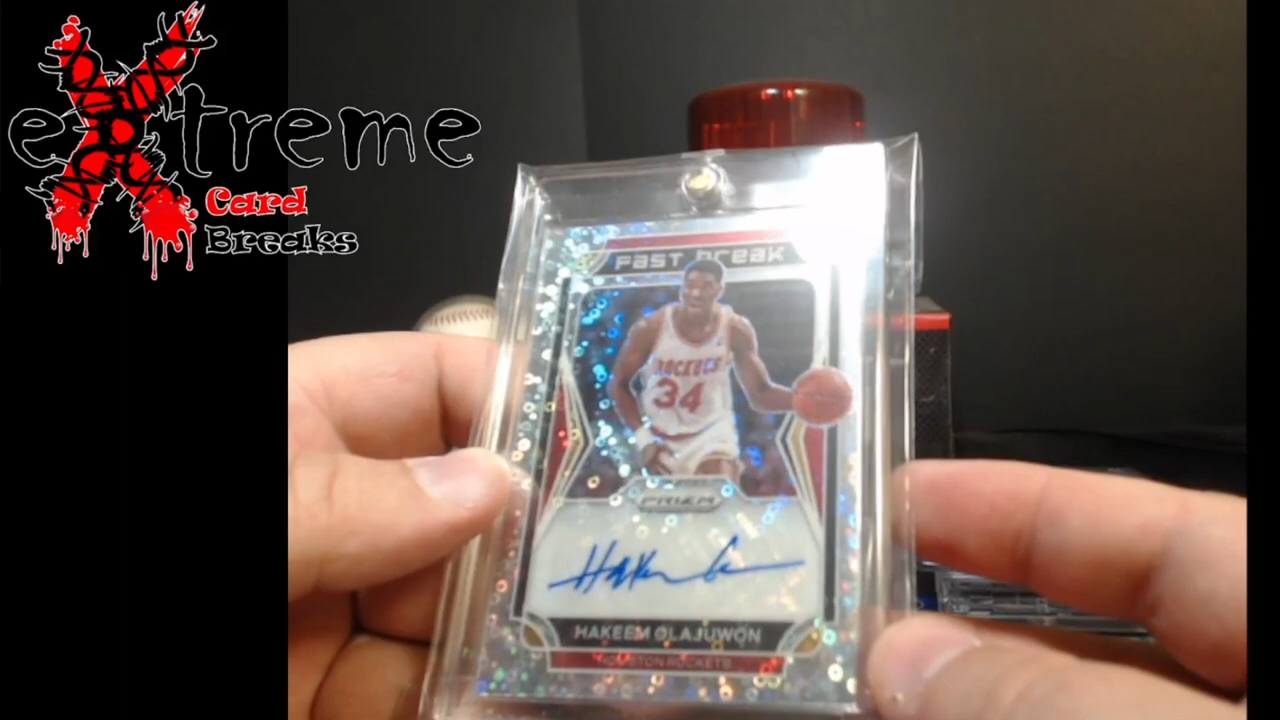 extreme
Card
Breaks
FAST BREAK
ROCKETS
34
PRIZM
HAKEEM OLAJUWON
HOUSTON ROCKETS